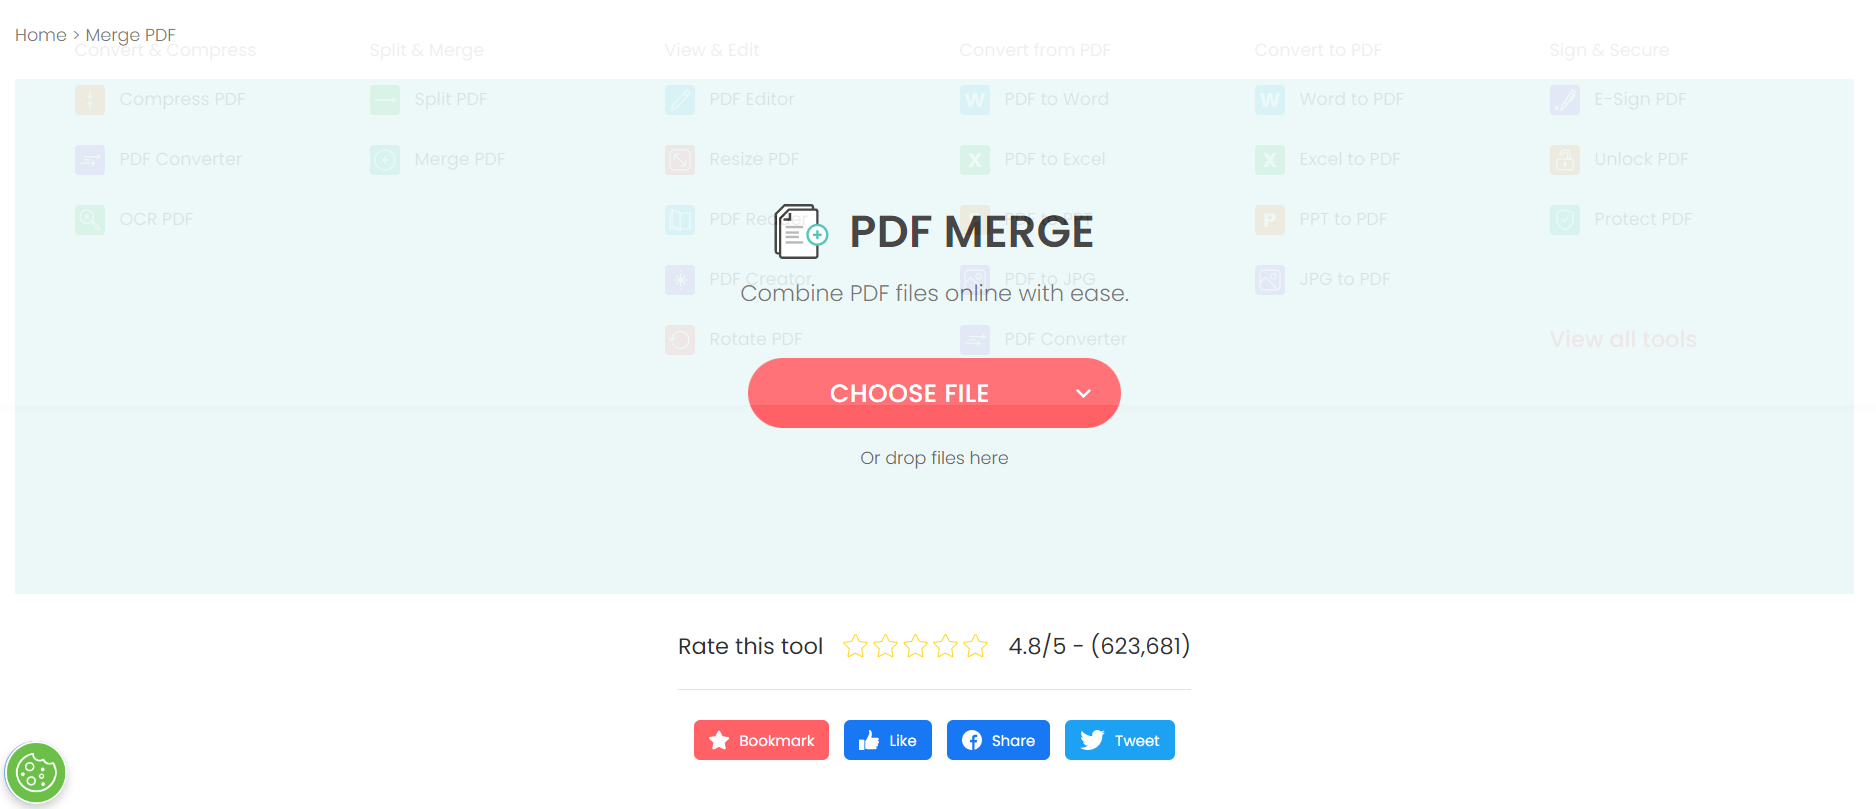 Home > Merge PDF
Convert & Compress
Split & Merge
View & Edit
Convert from PDF
Convert to PDF
Sign & Secure
Compress PDF
Split PDF
PDF Editor
W PDF to Word
W Word to PDF
E-Sign PDF
PDF Converter
Merge PDF
Resize PDF
X PDF to Excel
X Excel to PDF
Unlock PDF
OCR PDF
PDF Reader
P PPT to PDF
Protect PDF
PDF MERGE
PDF Creator
PDF to JPG
JPG to PDF
Combine PDF files online with ease.
Rotate PDF
PDF Converter
View all tools
CHOOSE FILE
Or drop files here
Rate this tool 4.8/5 - (623,681)
Bookmark
Like
Share
Tweet